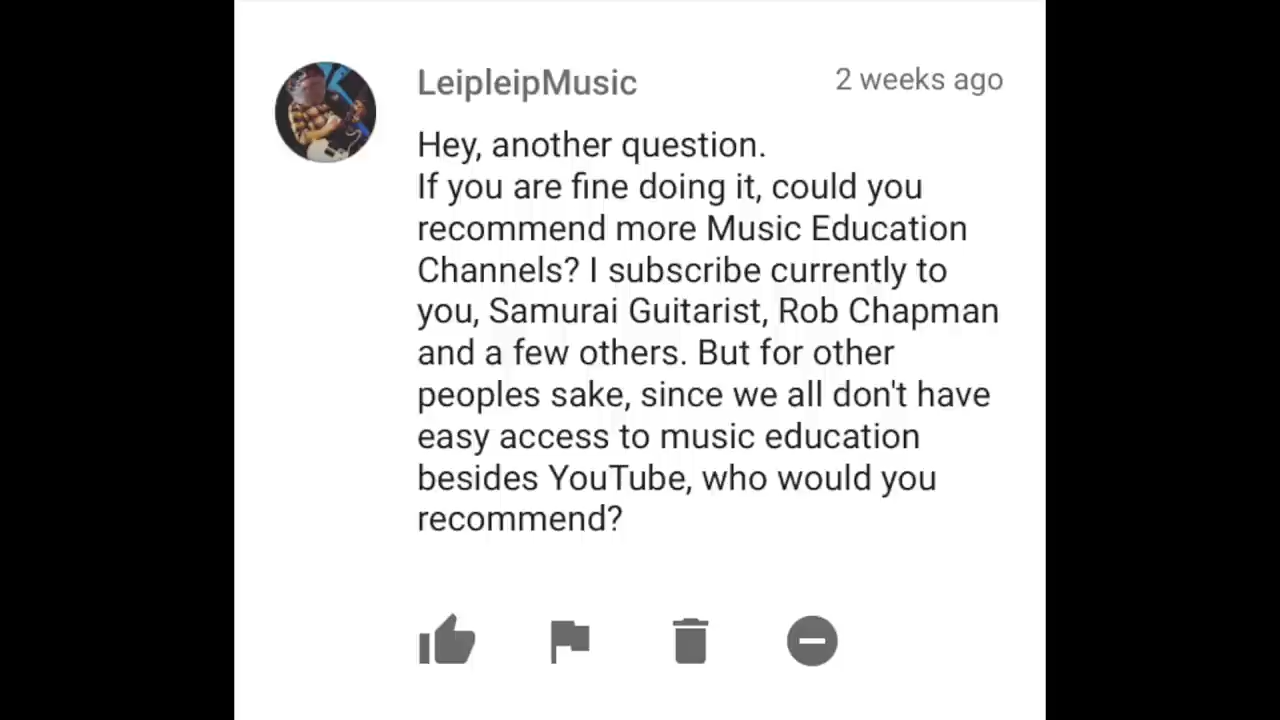 LeipleipMusic 2 weeks ago
Hey, another question.
If you are fine doing it, could you
recommend more Music Education
Channels? I subscribe currently to
you, Samurai Guitarist, Rob Chapman
and a few others. But for other
peoples sake, since we all don't have
easy access to music education
besides YouTube, who would you
recommend?